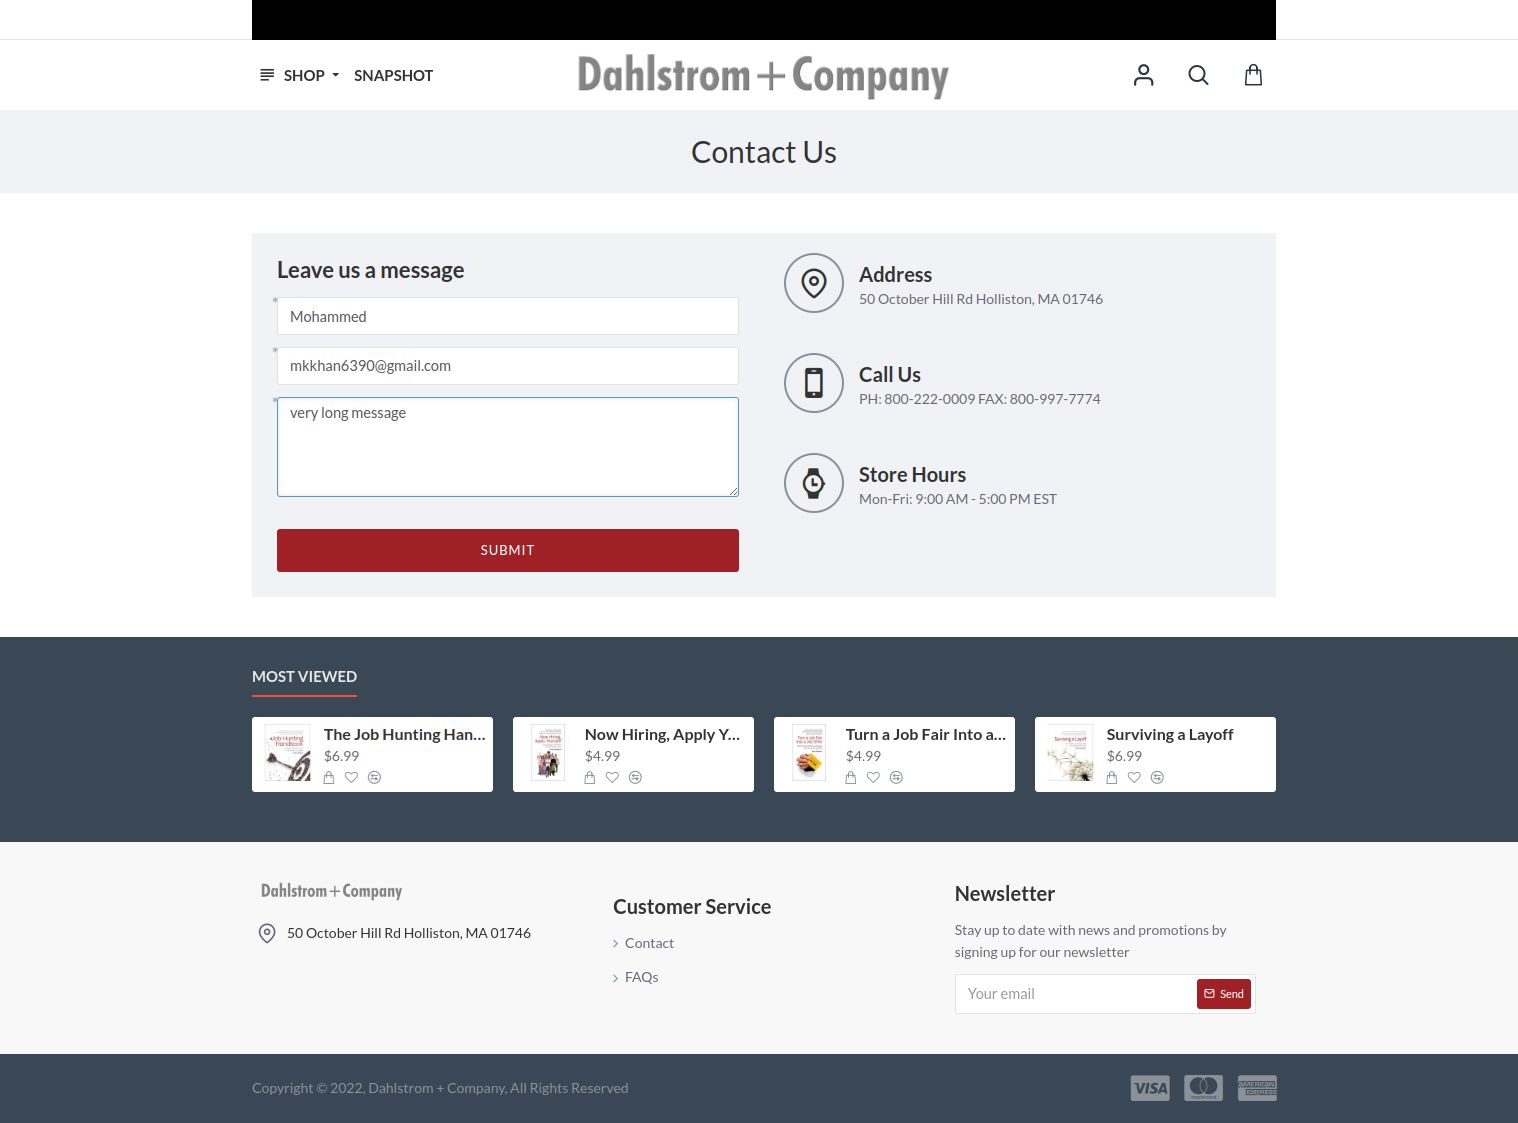 SHOP
SNAPSHOT
Dahlstrom+Company
Contact Us
Leave us a message
*
Mohammed
*
mkkhan6390@gmail.com
*
very long message
SUBMIT
Address
50 October Hill Rd Holliston, MA 01746
Call Us
PH: 800-222-0009 FAX: 800-997-7774
Store Hours
Mon-Fri: 9:00 AM - 5:00 PM EST
MOST VIEWED
The Job Hunting Han...
$6.99
Now Hiring, Apply Y...
$4.99
Turn a Job Fair Into a...
$4.99
Surviving a Layoff
$6.99
Dahlstrom+Company
50 October Hill Rd Holliston, MA 01746
Customer Service
Contact
FAQs
Newsletter
Stay up to date with news and promotions by
signing up for our newsletter
Your email
Send
Copyright © 2022, Dahlstrom + Company, All Rights Reserved
VISA
mastercard
AMERICAN
EXPRESS